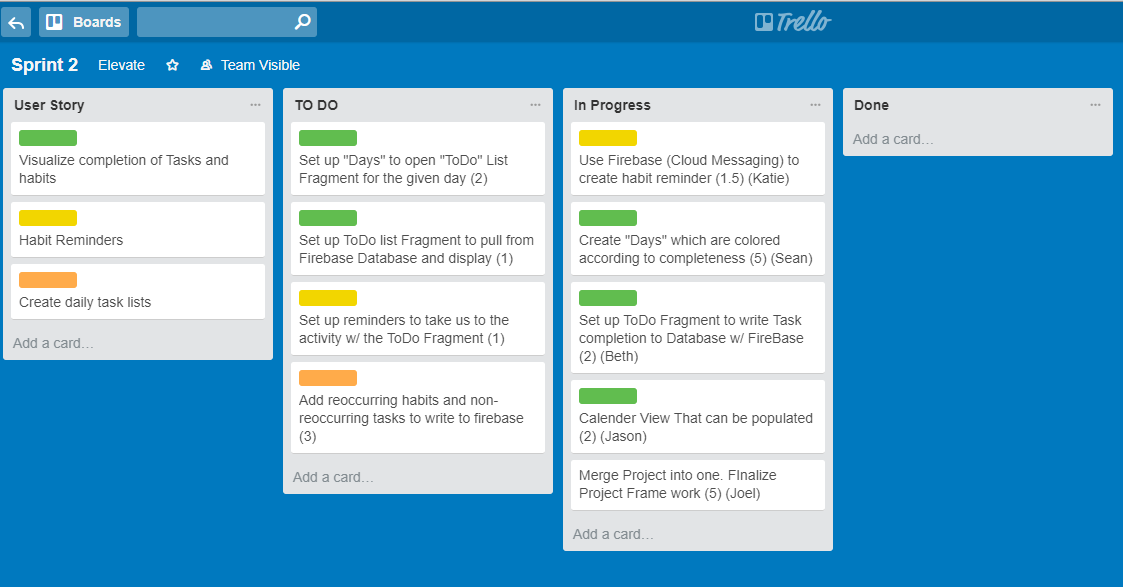 Boards
Trello
Sprint 2 Elevate Team Visible
User Story
Visualize completion of Tasks and
habits
Habit Reminders
Create daily task lists
Add a card…
TO DO
Set up "Days" to open "ToDo" List
Fragment for the given day (2)
Set up ToDo list Fragment to pull from
Firebase Database and display (1)
Set up reminders to take us to the
activity w/ the ToDo Fragment (1)
Add reoccurring habits and non-
reoccurring tasks to write to firebase
(3)
Add a card…
In Progress
Use Firebase (Cloud Messaging) to
create habit reminder (1.5) (Katie)
Create "Days" which are colored
according to completeness (5) (Sean)
Set up ToDo Fragment to write Task
completion to Database w/ FireBase
(2) (Beth)
Calender View That can be populated
(2) (Jason)
Merge Project into one. FInalize
Project Frame work (5) (Joel)
Add a card…
Done
Add a card…